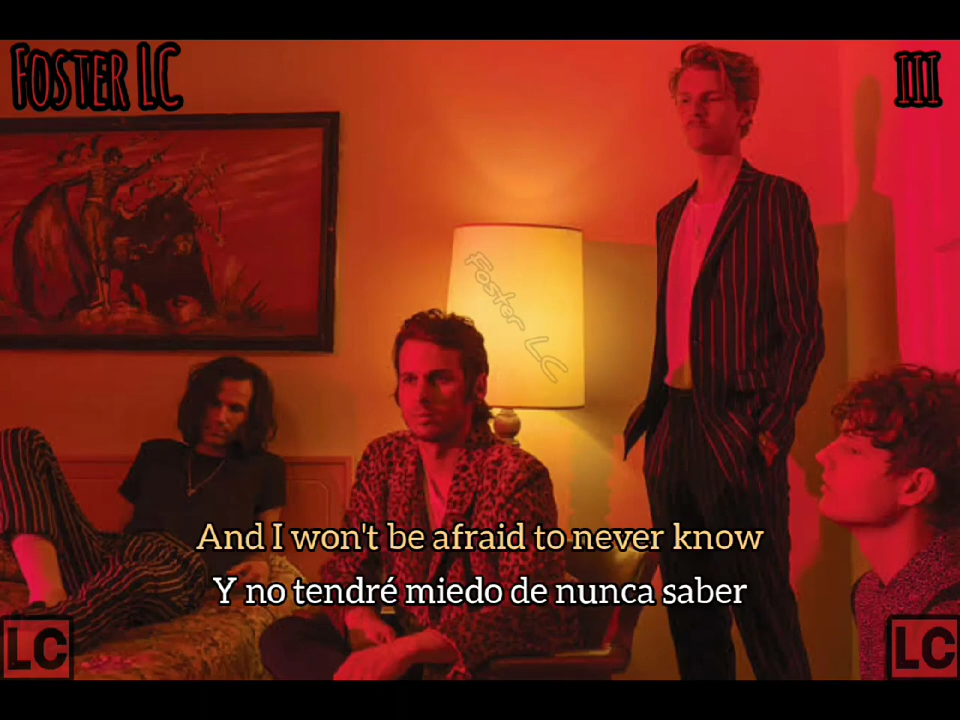 Foster LC
III
Foster LC
And I won't be afraid to never know
Y no tendré miedo de nunca saber
LC
LC